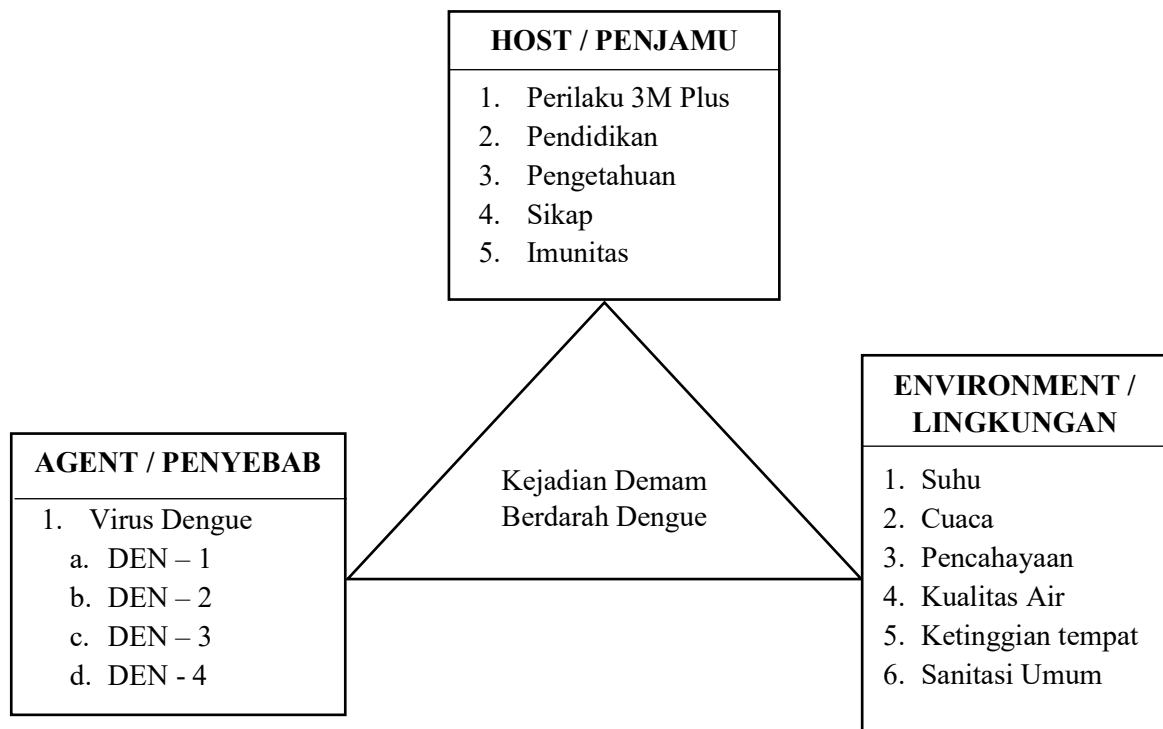 HOST / PENJAMU
1. Perilaku 3M Plus
2. Pendidikan
3. Pengetahuan
4. Sikap
5. Imunitas
ENVIRONMENT /
LINGKUNGAN
1. Suhu
2. Cuaca
3. Pencahayaan
4. Kualitas Air
5. Ketinggian tempat
6. Sanitasi Umum
AGENT / PENYEBAB
1. Virus Dengue
a. DEN – 1
b. DEN – 2
c. DEN – 3
d. DEN - 4
Kejadian Demam
Berdarah Dengue